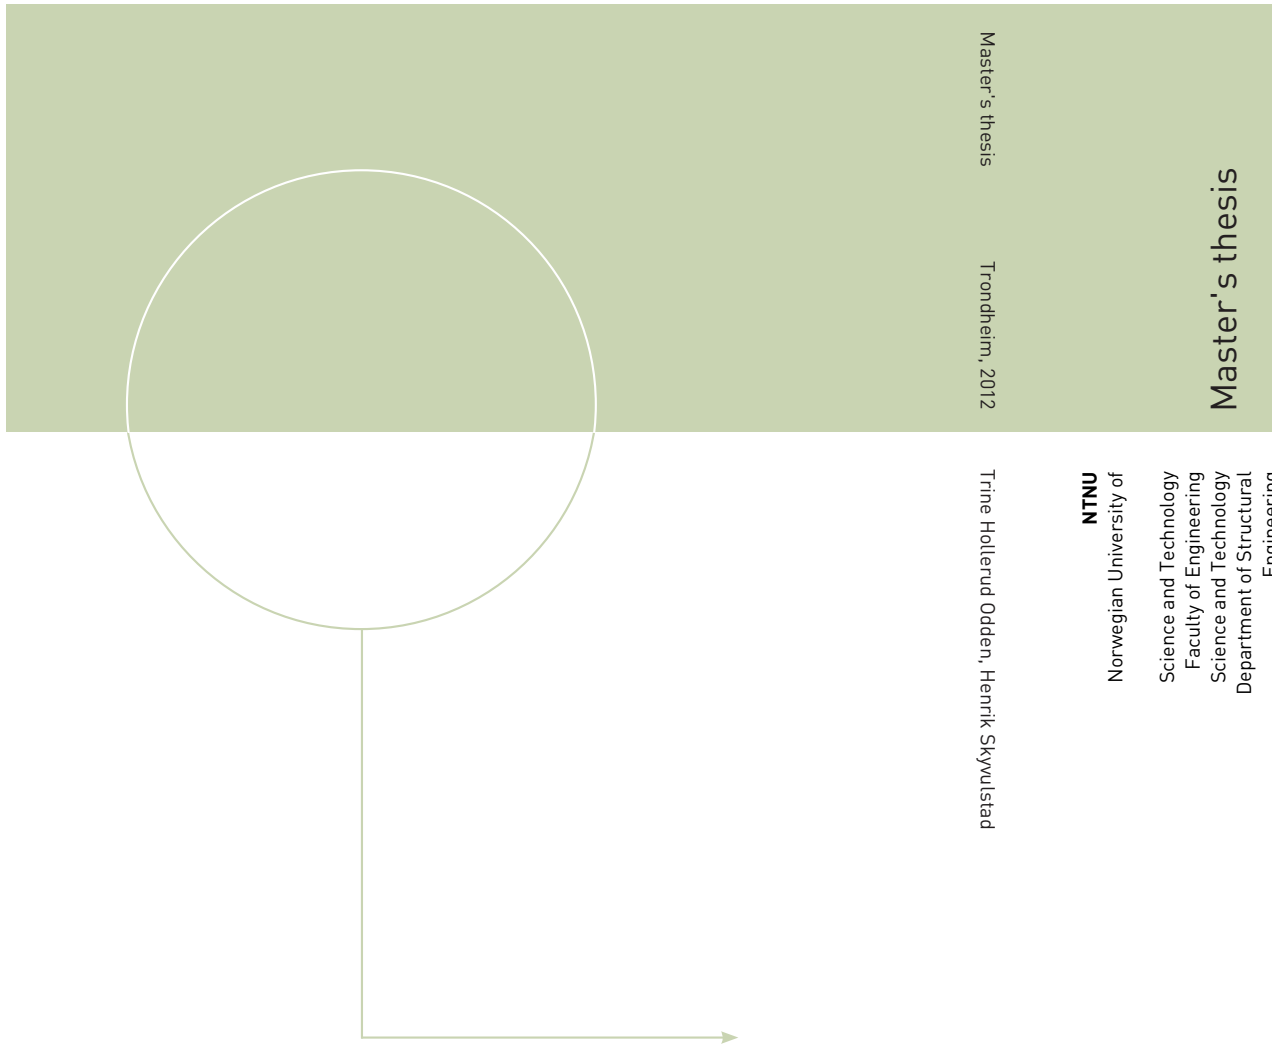 Master's thesis
Trondheim, 2012
Trine Hollerud Odden, Henrik Skyvulstad
NTNU
Norwegian University of
Science and Technology
Faculty of Engineering
Science and Technology
Department of Structural
Engineering
Master's thesis